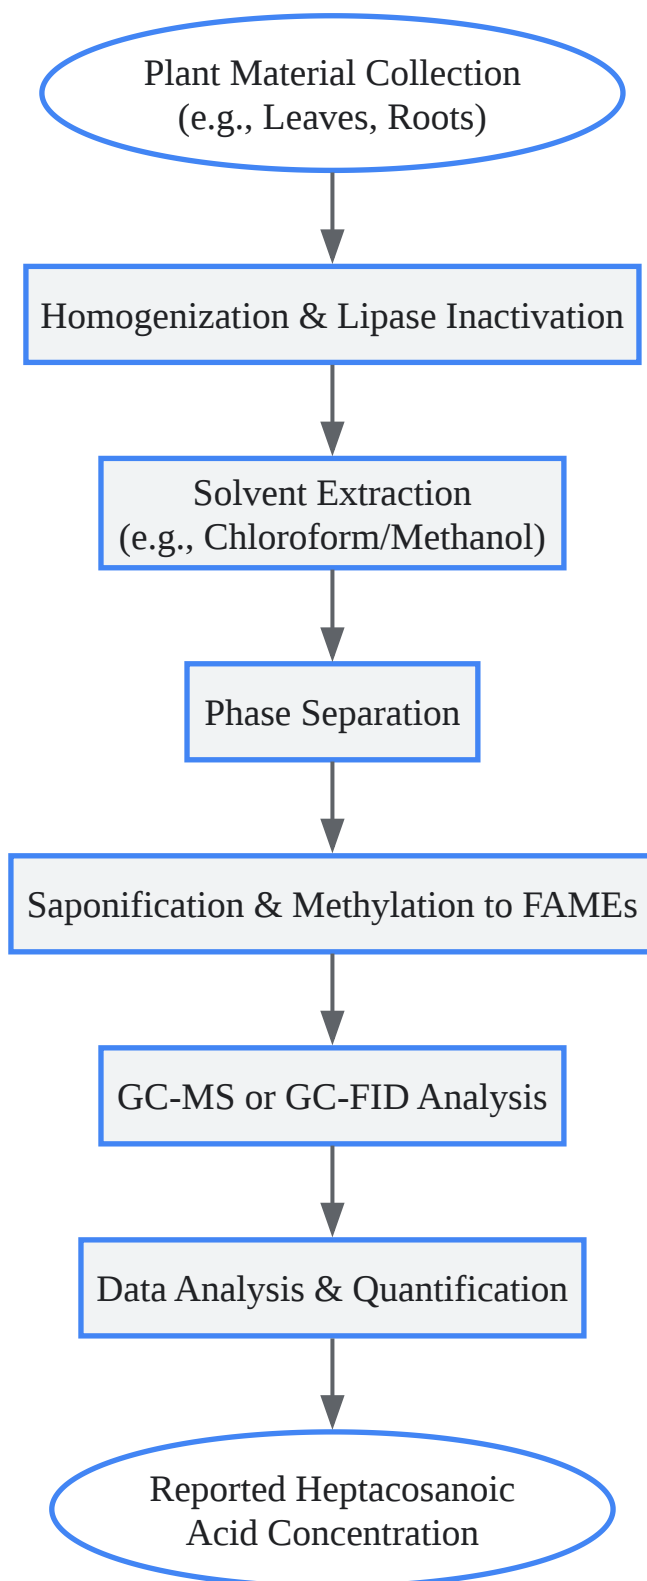 Plant Material Collection
(e.g., Leaves, Roots)
Homogenization & Lipase Inactivation
Solvent Extraction
(e.g., Chloroform/Methanol)
Phase Separation
Saponification & Methylation to FAMEs
GC-MS or GC-FID Analysis
Data Analysis & Quantification
Reported Heptacosanoic
Acid Concentration